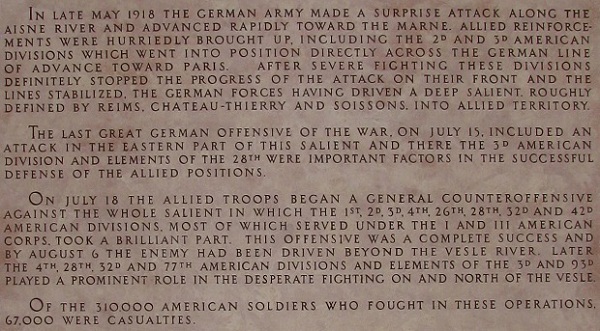 IN LATE MAY 1918 THE GERMAN ARMY MADE A SURPRISE ATTACK ALONG THE
AISNE RIVER AND ADVANCED RAPIDLY TOWARD THE MARNE. ALLIED REINFORCE-
MENTS WERE HURRIEDLY BROUGHT UP, INCLUDING THE 2D AND 3D AMERICAN
DIVISIONS WHICH WENT INTO POSITION DIRECTLY ACROSS THE GERMAN LINE
OF ADVANCE TOWARD PARIS. AFTER SEVERE FIGHTING THESE DIVISIONS
DEFINITELY STOPPED THE PROGRESS OF THE ATTACK ON THEIR FRONT AND THE
LINES STABILIZED, THE GERMAN FORCES HAVING DRIVEN A DEEP SALIENT, ROUGHLY
DEFINED BY REIMS, CHATEAU-THIERRY AND SOISSONS, INTO ALLIED TERRITORY.
THE LAST GREAT GERMAN OFFENSIVE OF THE WAR, ON JULY 15, INCLUDED AN
ATTACK IN THE EASTERN PART OF THIS SALIENT AND THERE THE 3D AMERICAN
DIVISION AND ELEMENTS OF THE 28TH WERE IMPORTANT FACTORS IN THE SUCCESSFUL
DEFENSE OF THE ALLIED POSITIONS.
ON JULY 18 THE ALLIED TROOPS BEGAN A GENERAL COUNTEROFFENSIVE
AGAINST THE WHOLE SALIENT IN WHICH THE 1ST, 2D, 3D, 4TH, 26TH, 28TH, 32D AND 42D
AMERICAN DIVISIONS, MOST OF WHICH SERVED UNDER THE I AND III AMERICAN
CORPS, TOOK A BRILLIANT PART. THIS OFFENSIVE WAS A COMPLETE SUCCESS AND
BY AUGUST 6 THE ENEMY HAD BEEN DRIVEN BEYOND THE VESLE RIVER. LATER
THE 4TH, 28TH, 32D AND 77TH AMERICAN DIVISIONS AND ELEMENTS OF THE 3D AND 93D
PLAYED A PROMINENT ROLE IN THE DESPERATE FIGHTING ON AND NORTH OF THE VESLE.
OF THE 310,000 AMERICAN SOLDIERS WHO FOUGHT IN THESE OPERATIONS,
67,000 WERE CASUALTIES.